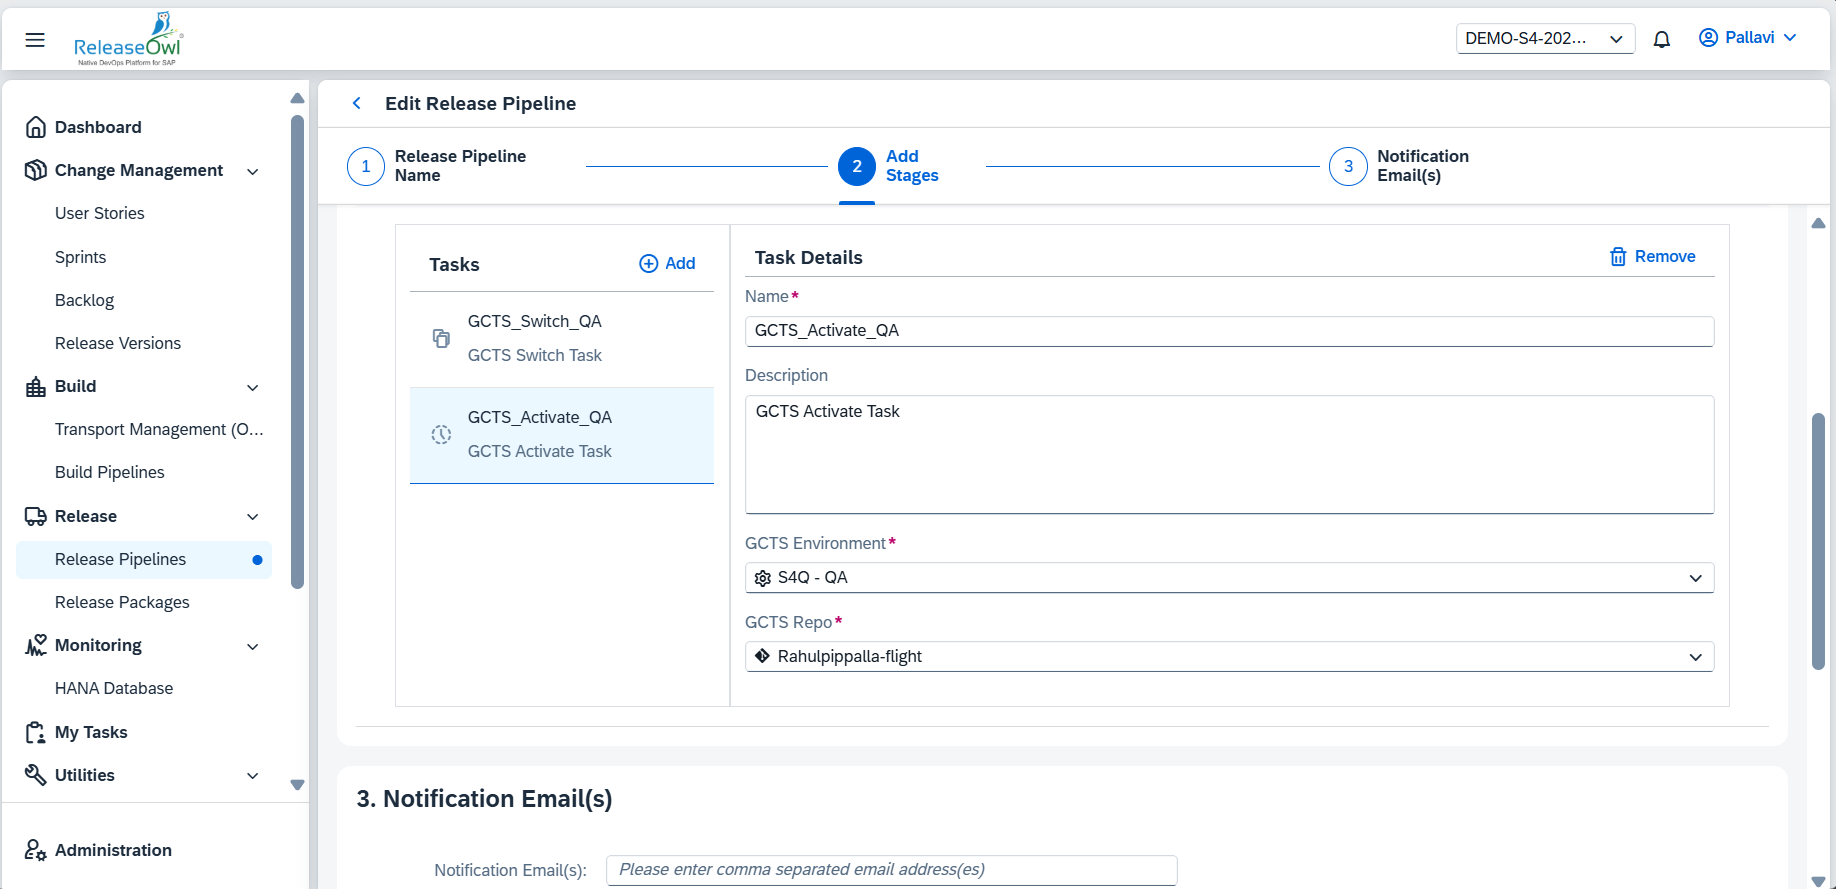 ReleaseOwl
Native DevOps Platform for SAP
DEMO-S4-202...
Pallavi
Dashboard
Change Management
User Stories
Sprints
Backlog
Release Versions
Build
Transport Management (O...
Build Pipelines
Release
Release Pipelines
Release Packages
Monitoring
HANA Database
My Tasks
Utilities
Administration
Edit Release Pipeline
1
Release Pipeline
Name
2
Add
Stages
3
Notification
Email(s)
Tasks
Add
GCTS_Switch_QA
GCTS Switch Task
GCTS_Activate_QA
GCTS Activate Task
Task Details
Remove
Name*
GCTS_Activate_QA
Description
GCTS Activate Task
GCTS Environment*
S4Q - QA
GCTS Repo*
Rahulpippalla-flight
3. Notification Email(s)
Notification Email(s):
Please enter comma separated email address(es)